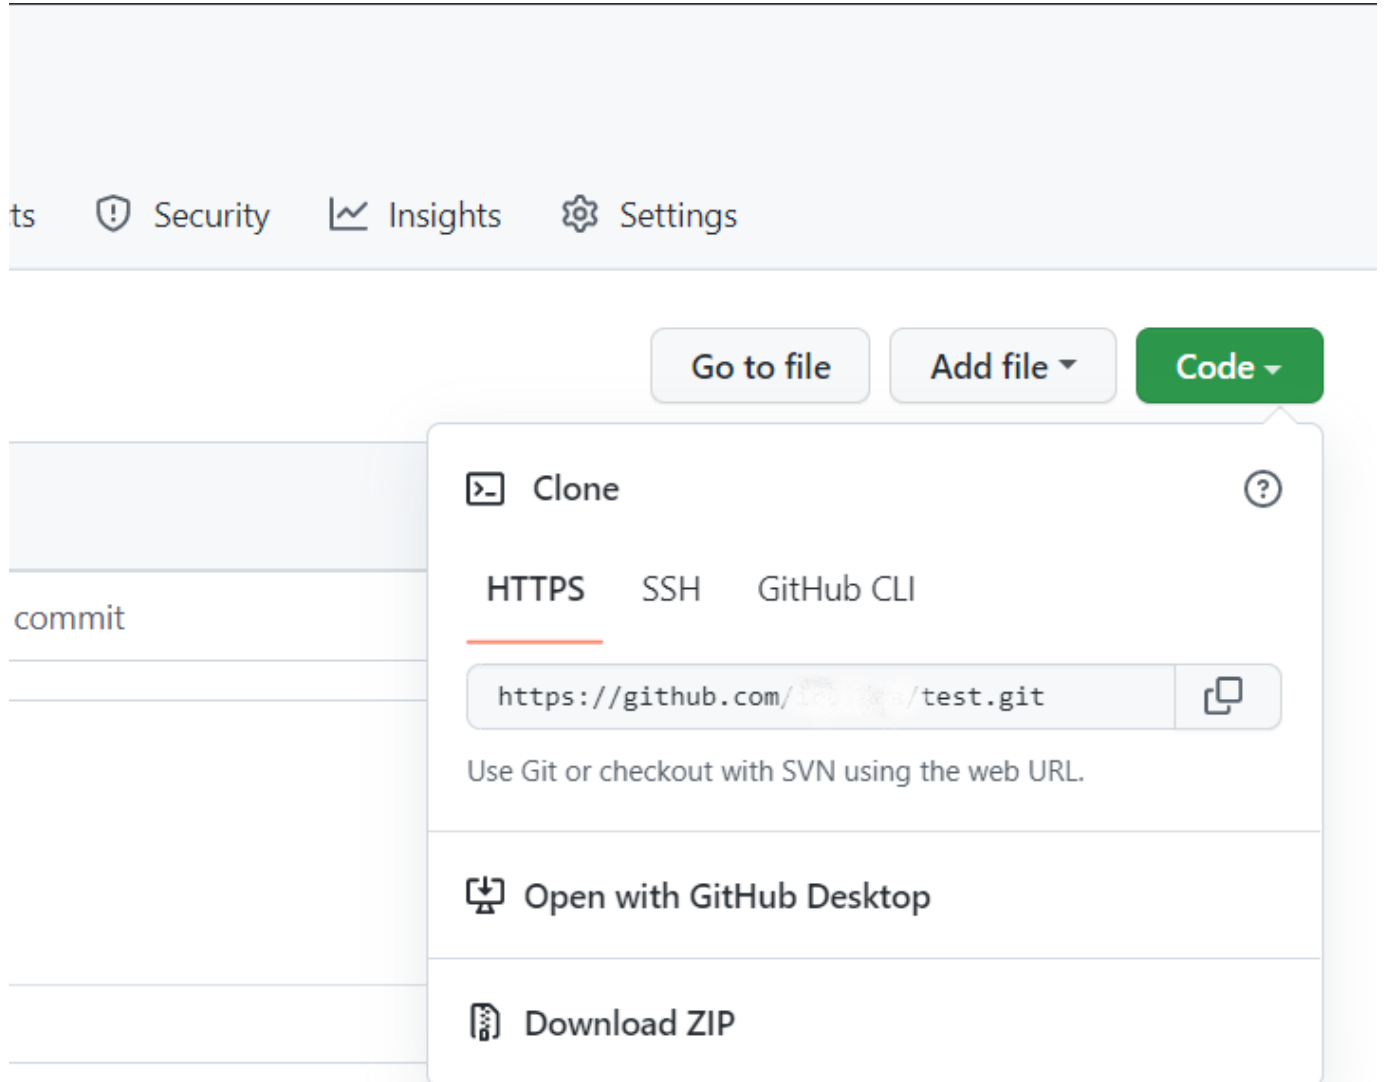 ts Security Insights Settings
Go to file Add file Code
Clone
HTTPS SSH GitHub CLI
commit
https://github.com/ /test.git
Use Git or checkout with SVN using the web URL.
Open with GitHub Desktop
Download ZIP